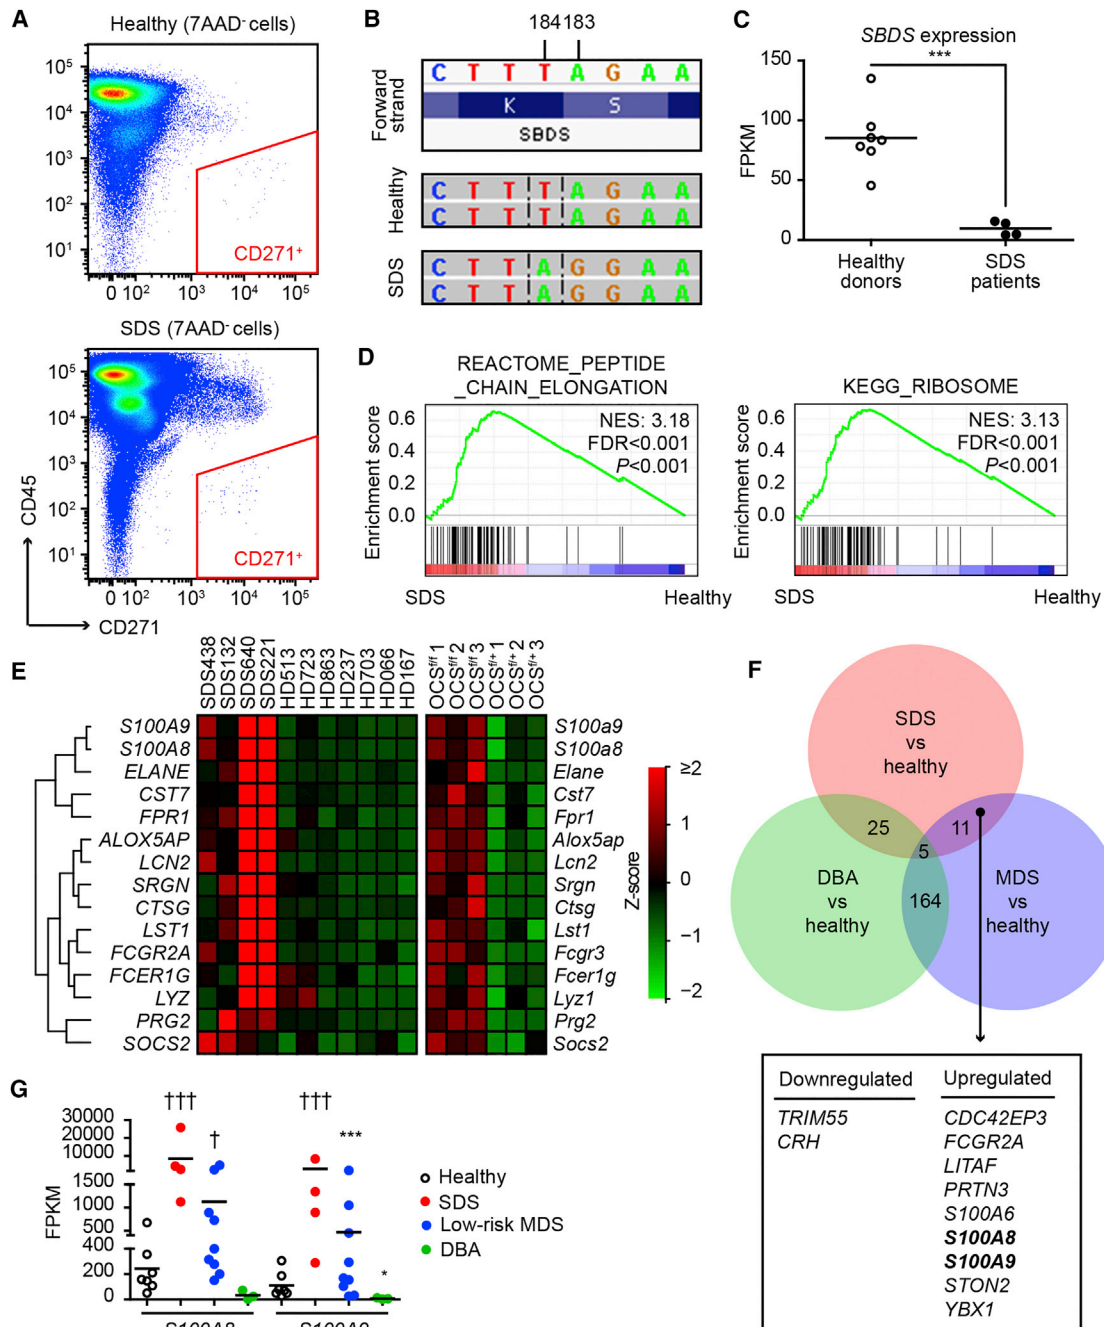 A
Healthy (7AAD⁻ cells)
10⁵
10⁴
10³
10²
10¹
CD271⁺
0 10² 10³ 10⁴ 10⁵
SDS (7AAD⁻ cells)
10⁵
10⁴
10³
10²
10¹
CD271⁺
0 10² 10³ 10⁴ 10⁵
CD45
CD271
B
184 183
Forward strand
C T T T A G A A
K S
SBDS
Healthy
C T T T A G A A
C T T T A G A A
SDS
C T T A G G A A
C T T A G G A A
C
SBDS expression
***
FPKM
150
100
50
0
Healthy donors
SDS patients
D
REACTOME_PEPTIDE
_CHAIN_ELONGATION
Enrichment score
0.6
0.4
0.2
0.0
NES: 3.18
FDR<0.001
P<0.001
SDS Healthy
KEGG_RIBOSOME
Enrichment score
0.6
0.4
0.2
0.0
NES: 3.13
FDR<0.001
P<0.001
SDS Healthy
E
SDS438 SDS132 SDS640 SDS221 HD513 HD723 HD863 HD237 HD703 HD066 HD167 OCSᶠ/ᶠ 1 OCSᶠ/ᶠ 2 OCSᶠ/ᶠ 3 OCSᶠ/⁺ 1 OCSᶠ/⁺ 2 OCSᶠ/⁺ 3
S100A9 S100a9
S100A8 S100a8
ELANE Elane
CST7 Cst7
FPR1 Fpr1
ALOX5AP Alox5ap
LCN2 Lcn2
SRGN Srgn
CTSG Ctsg
LST1 Lst1
FCGR2A Fcgr3
FCER1G Fcer1g
LYZ Lyz1
PRG2 Prg2
SOCS2 Socs2
Z-score
≥2
1
0
−1
−2
F
SDS
vs
healthy
25
11
5
DBA
vs
healthy
164
MDS
vs
healthy
Downregulated
TRIM55
CRH
Upregulated
CDC42EP3
FCGR2A
LITAF
PRTN3
S100A6
S100A8
S100A9
STON2
YBX1
G
FPKM
30000
20000
10000
1500
1000
500
400
200
0
†††
†
†††
***
*
Healthy
SDS
Low-risk MDS
DBA